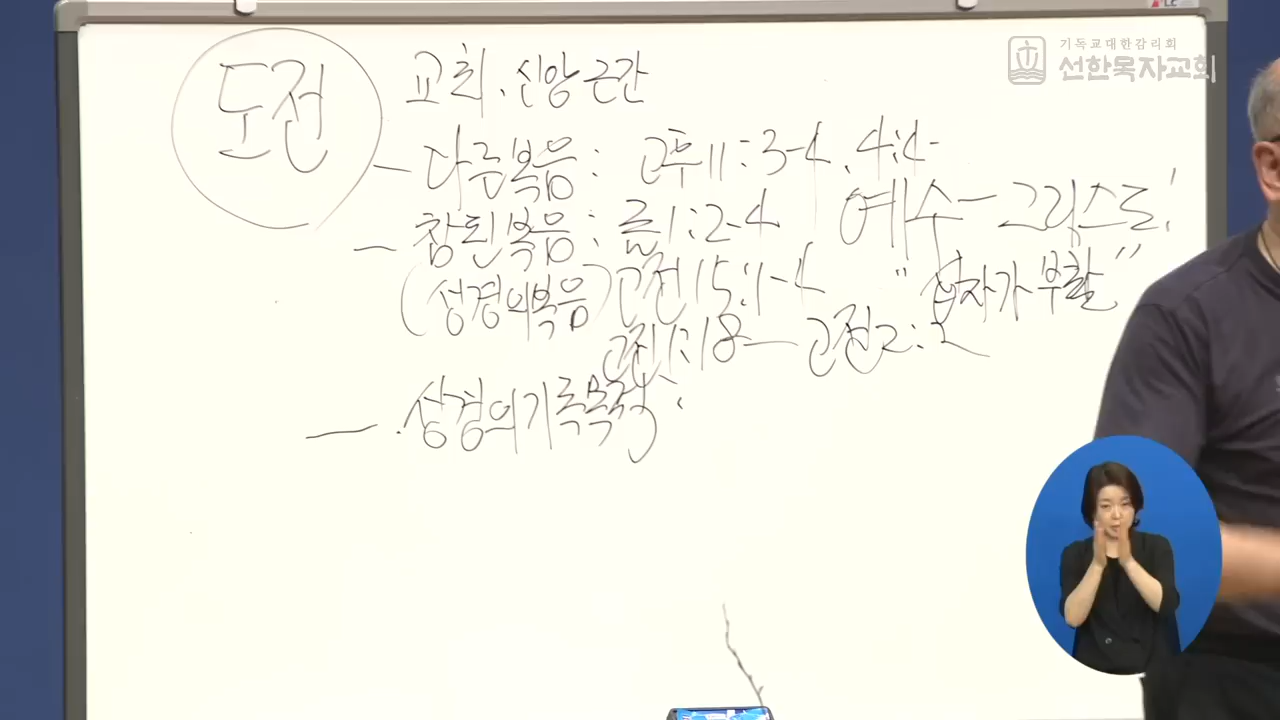 기독교대한감리회
선한목자교회
도전
교회.신앙근간
- 다른복음: 고후11:3-4. 4:4-
- 참된복음: 롬1:2-4 예수-그리스도!
(성경의복음) 고전15:1-4 "십자가부활"
고전1:18 - 고전2:2
- .성경의기록목적: